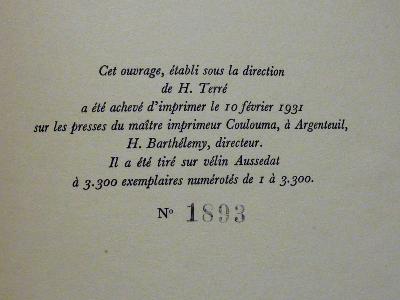 Cet ouvrage, établi sous la direction
de H. Terré
a été achevé d'imprimer le 10 février 1931
sur les presses du maître imprimeur Coulouma, à Argenteuil,
H. Barthélemy, directeur.
Il a été tiré sur vélin Aussedat
à 3.300 exemplaires numérotés de 1 à 3.300.
No 1893